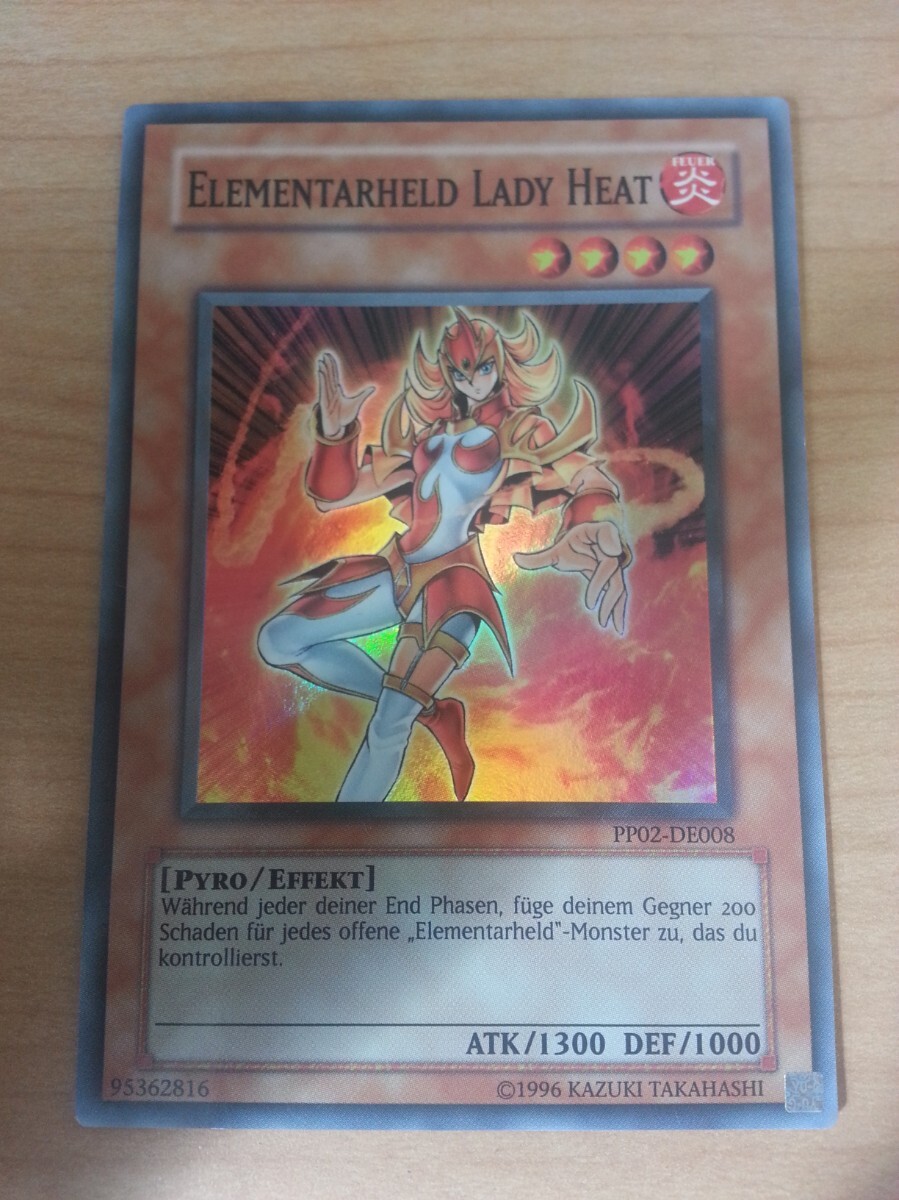 ELEMENTARHELD LADY HEAT
FEUER
炎
PP02-DE008
[PYRO/EFFEKT]
Während jeder deiner End Phasen, füge deinem Gegner 200
Schaden für jedes offene „Elementarheld"-Monster zu, das du
kontrollierst.
ATK/1300 DEF/1000
95362816
©1996 KAZUKI TAKAHASHI